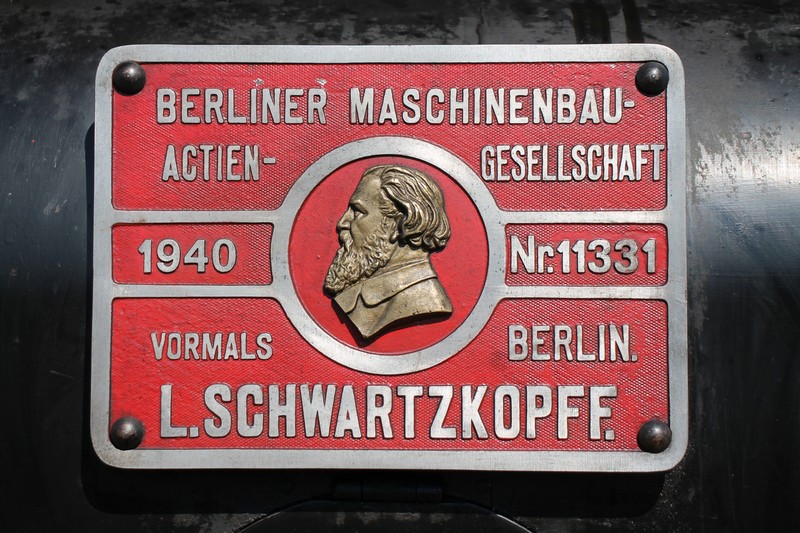 BERLINER MASCHINENBAU-
ACTIEN- GESELLSCHAFT
1940 Nr.11331
VORMALS BERLIN.
L.SCHWARTZKOPFF.